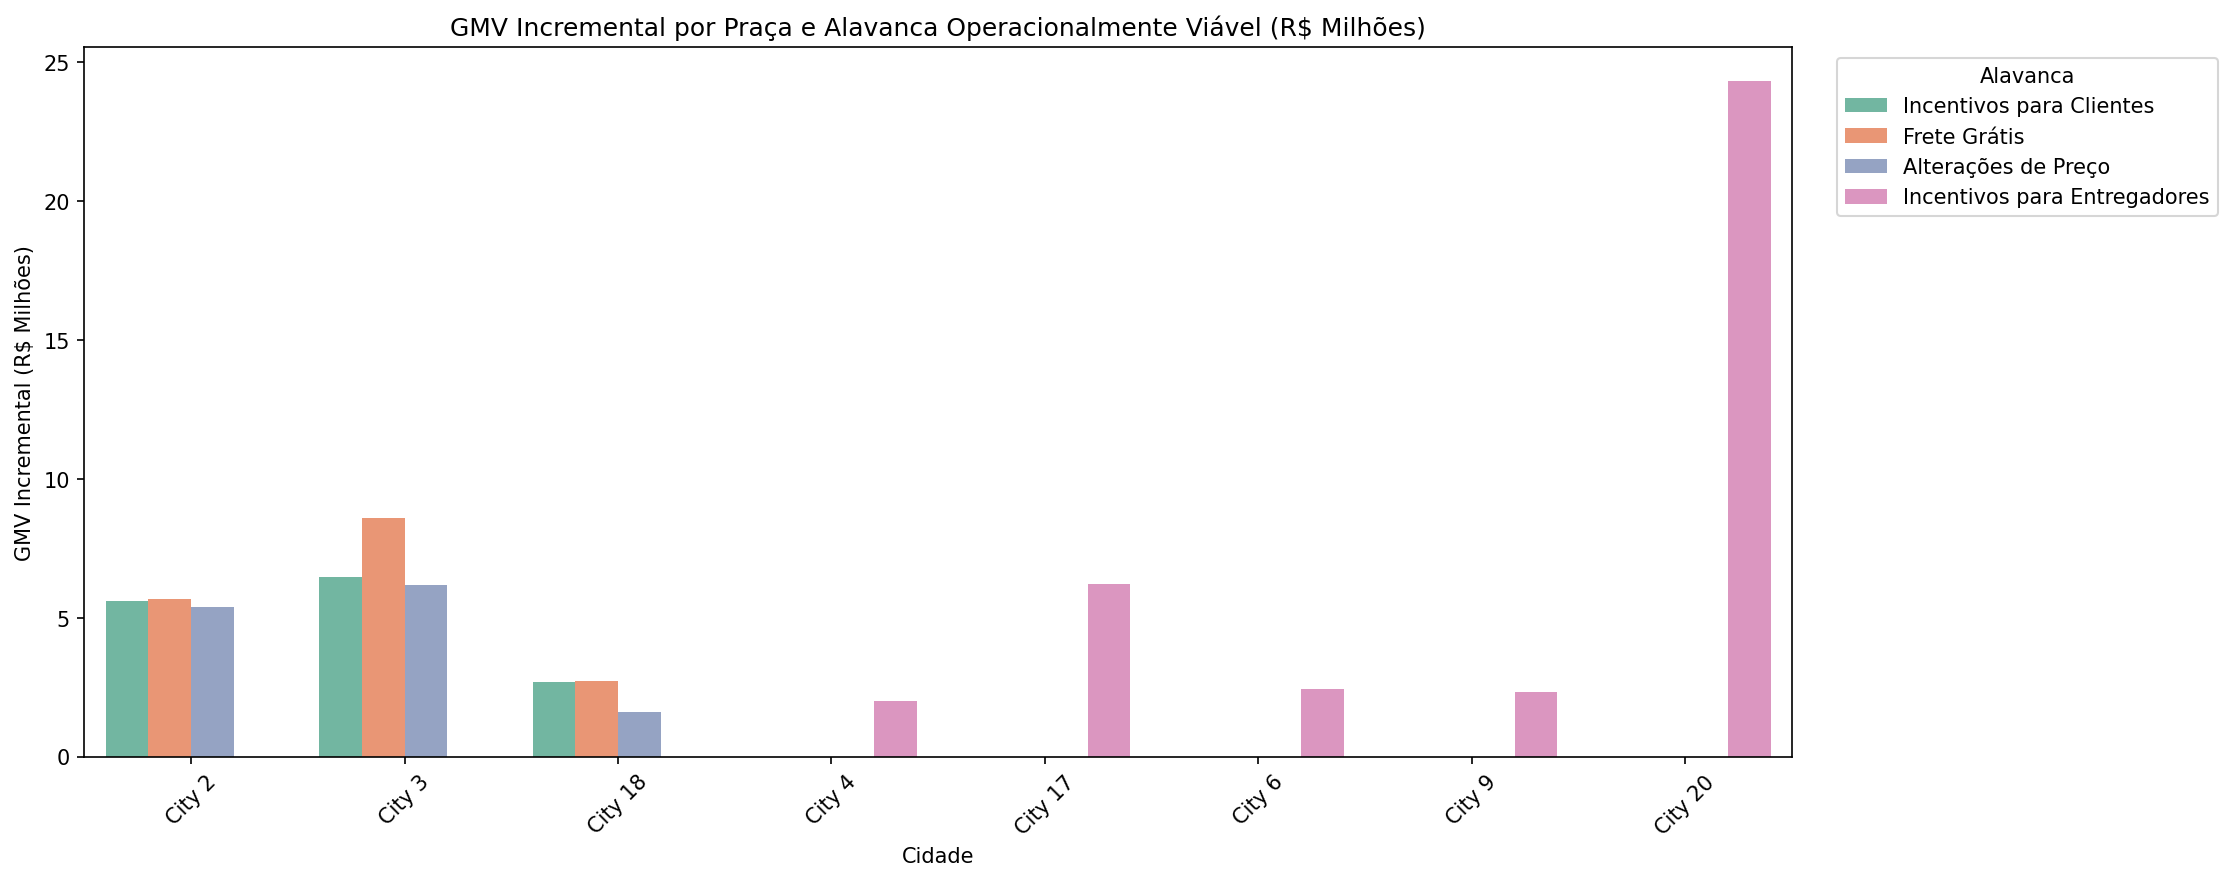 GMV Incremental por Praça e Alavanca Operacionalmente Viável (R$ Milhões)
GMV Incremental (R$ Milhões)
25
20
15
10
5
0
City 2
City 3
City 18
City 4
City 17
City 6
City 9
City 20
Cidade
Alavanca
Incentivos para Clientes
Frete Grátis
Alterações de Preço
Incentivos para Entregadores